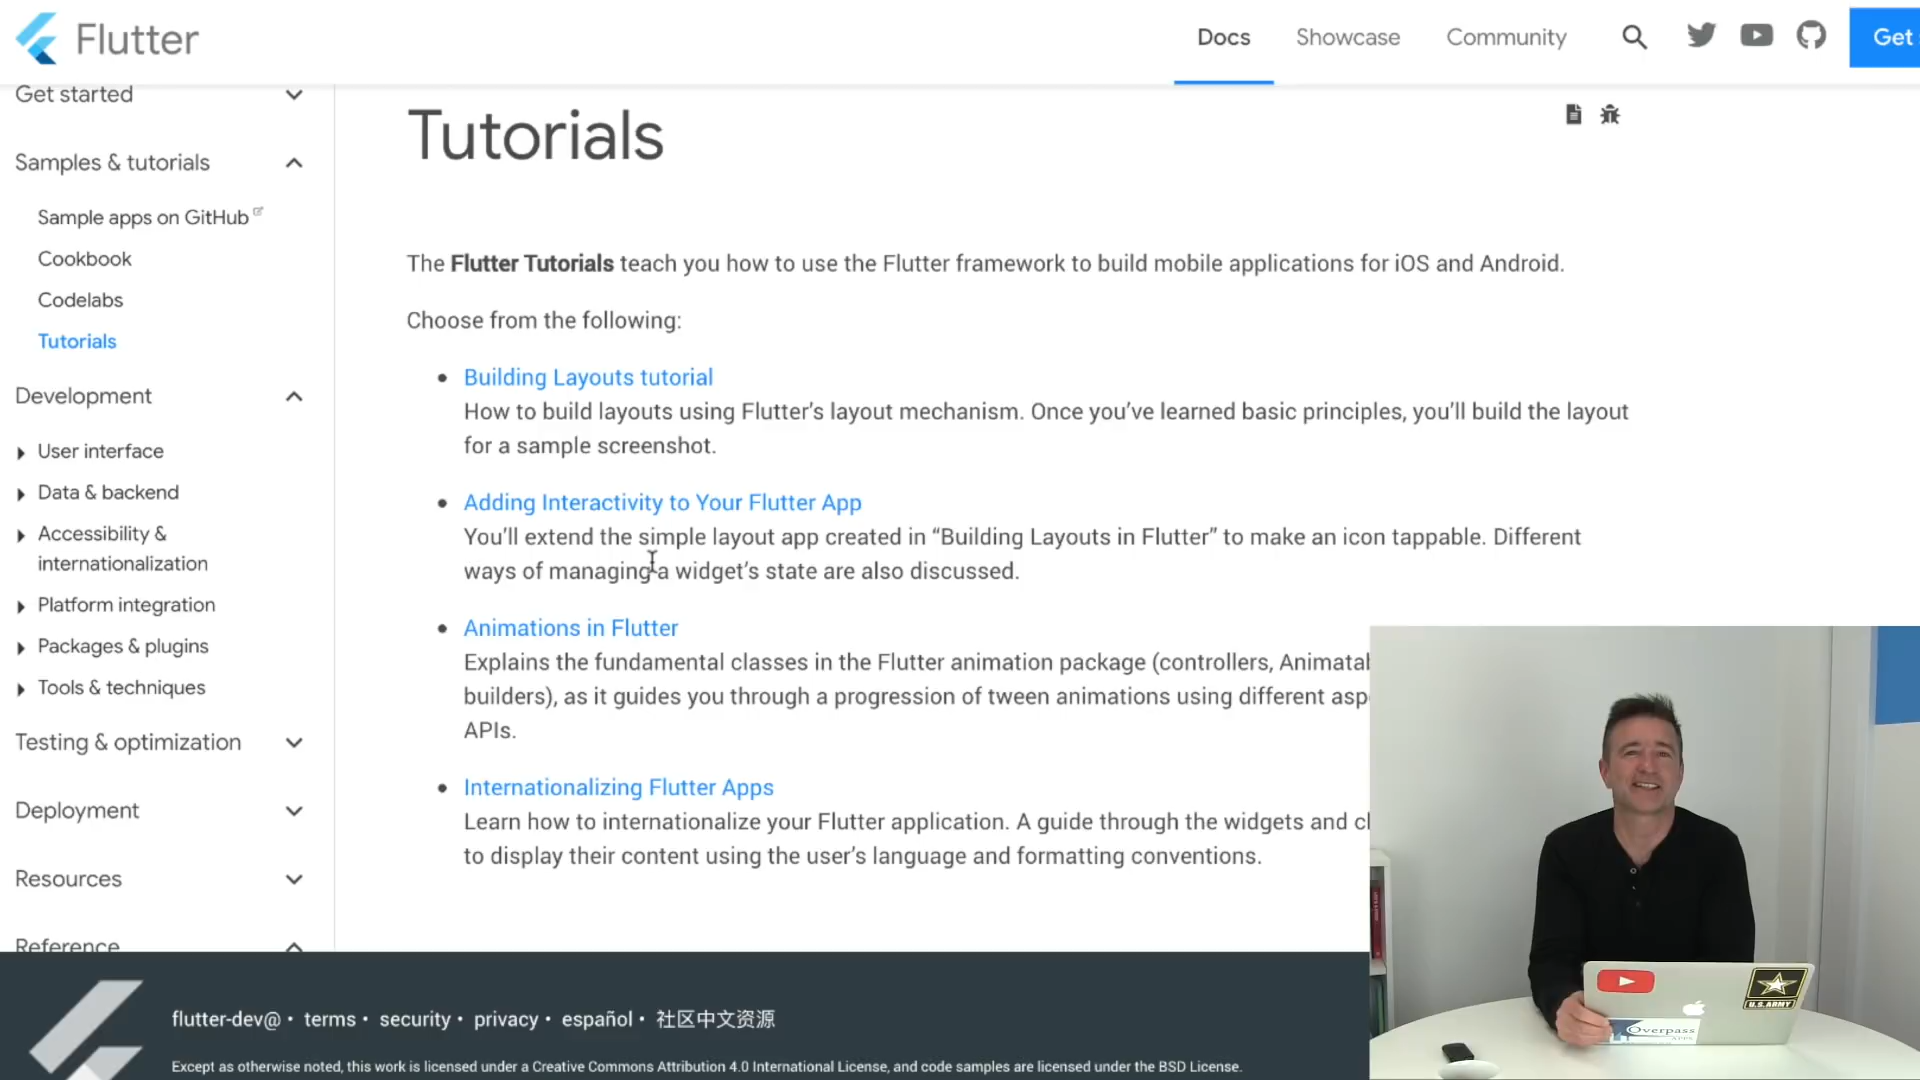 Flutter
Docs
Showcase
Community
Get
Get started
Samples & tutorials
Sample apps on GitHub
Cookbook
Codelabs
Tutorials
Development
User interface
Data & backend
Accessibility &
internationalization
Platform integration
Packages & plugins
Tools & techniques
Testing & optimization
Deployment
Resources
Reference
Tutorials
The Flutter Tutorials teach you how to use the Flutter framework to build mobile applications for iOS and Android.
Choose from the following:
• Building Layouts tutorial
How to build layouts using Flutter’s layout mechanism. Once you’ve learned basic principles, you’ll build the layout
for a sample screenshot.
• Adding Interactivity to Your Flutter App
You’ll extend the simple layout app created in “Building Layouts in Flutter” to make an icon tappable. Different
ways of managing a widget’s state are also discussed.
• Animations in Flutter
Explains the fundamental classes in the Flutter animation package (controllers,
builders), as it guides you through a progression of tween animations using different
APIs.
• Internationalizing Flutter Apps
Learn how to internationalize your Flutter application. A guide through the widgets and
to display their content using the user’s language and formatting conventions.
U.S.ARMY
Overpass
APPS
flutter-dev@ • terms • security • privacy • español • 社区中文资源
Except as otherwise noted, this work is licensed under a Creative Commons Attribution 4.0 International License, and code samples are licensed under the BSD License.